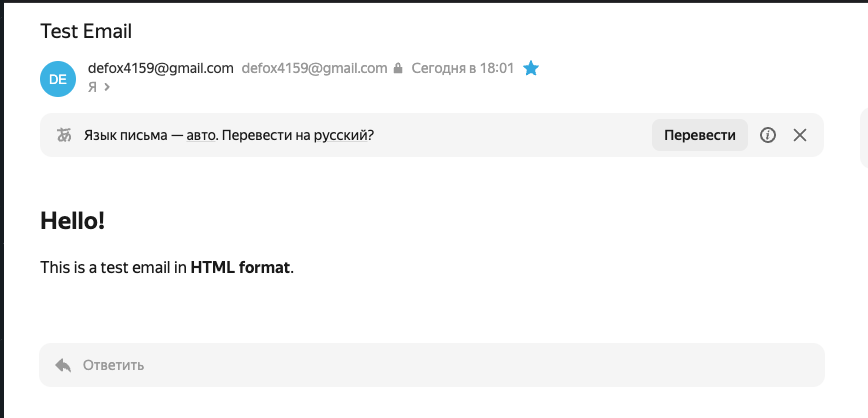 Test Email
DE
defox4159@gmail.com defox4159@gmail.com Сегодня в 18:01
Я
あ Язык письма — авто. Перевести на русский? Перевести
Hello!
This is a test email in HTML format.
Ответить